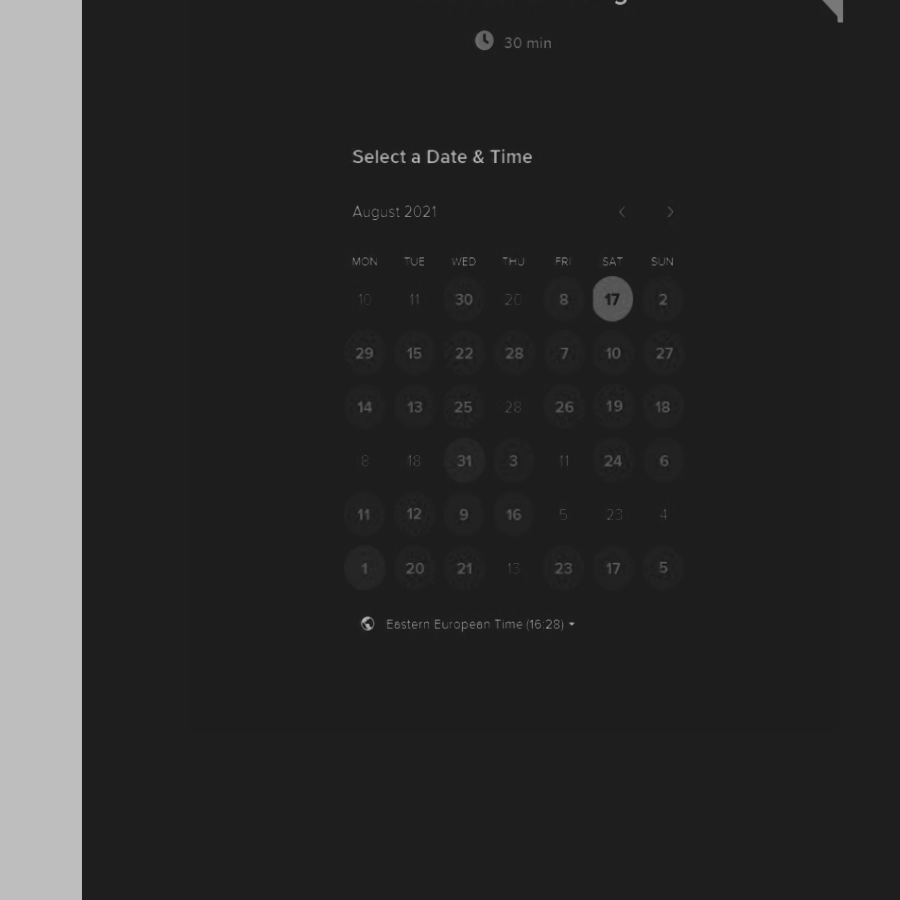 30 min
Select a Date & Time
August 2021
MON TUE WED THU FRI SAT SUN
10 11 30 20 8 17 2
29 15 22 28 7 10 27
14 13 25 28 26 19 18
8 18 31 3 11 24 6
11 12 9 16 5 23 4
1 20 21 13 23 17 5
Eastern European Time (16:28)